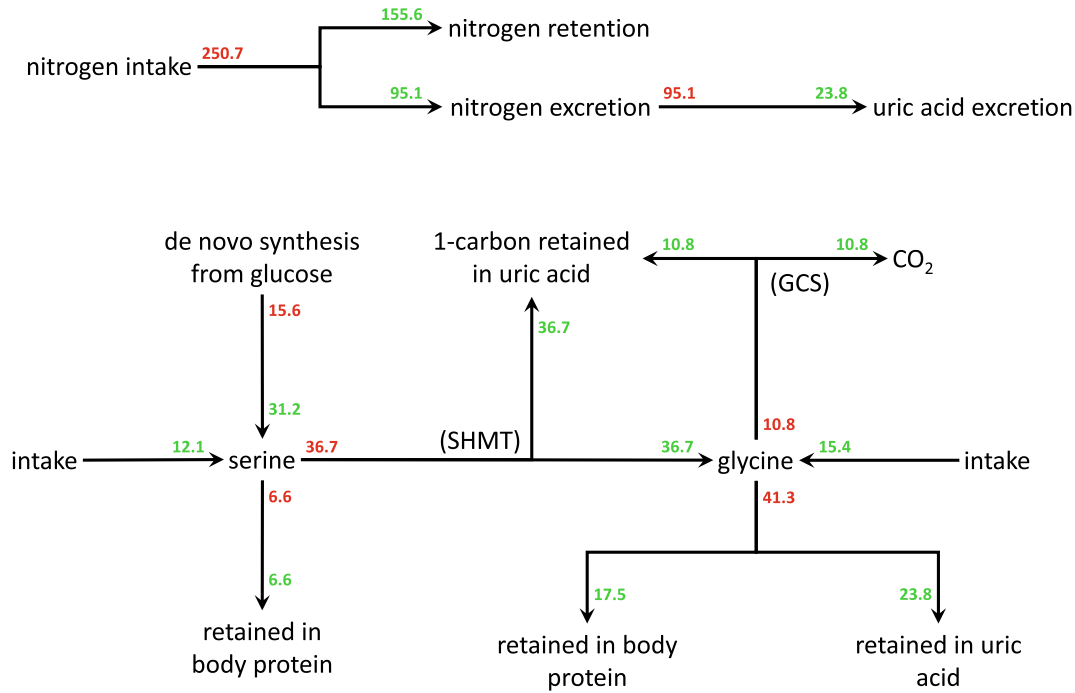 155.6
nitrogen retention
250.7
nitrogen intake
95.1
nitrogen excretion
95.1
23.8
uric acid excretion
de novo synthesis
from glucose
1-carbon retained
in uric acid
10.8
10.8
CO₂
(GCS)
15.6
36.7
31.2
10.8
(SHMT)
intake
12.1
serine
36.7
36.7
glycine
15.4
intake
6.6
41.3
6.6
17.5
23.8
retained in
body protein
retained in body
protein
retained in uric
acid